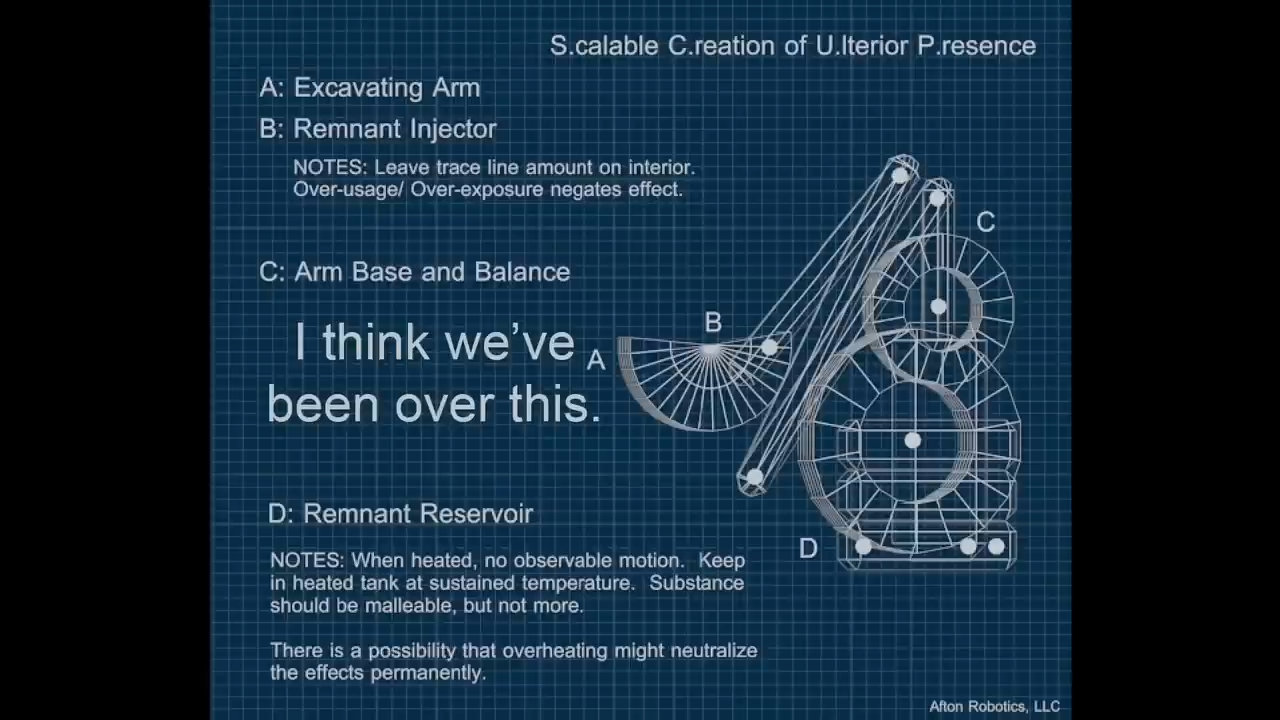 S.calable C.reation of U.lterior P.resence
A: Excavating Arm
B: Remnant Injector
NOTES: Leave trace line amount on interior.
Over-usage/ Over-exposure negates effect.
C
C: Arm Base and Balance
B
I think we've
A
been over this.
D: Remnant Reservoir
D
NOTES: When heated, no observable motion. Keep
in heated tank at sustained temperature. Substance
should be malleable, but not more.
There is a possibility that overheating might neutralize
the effects permanently.
Afton Robotics, LLC